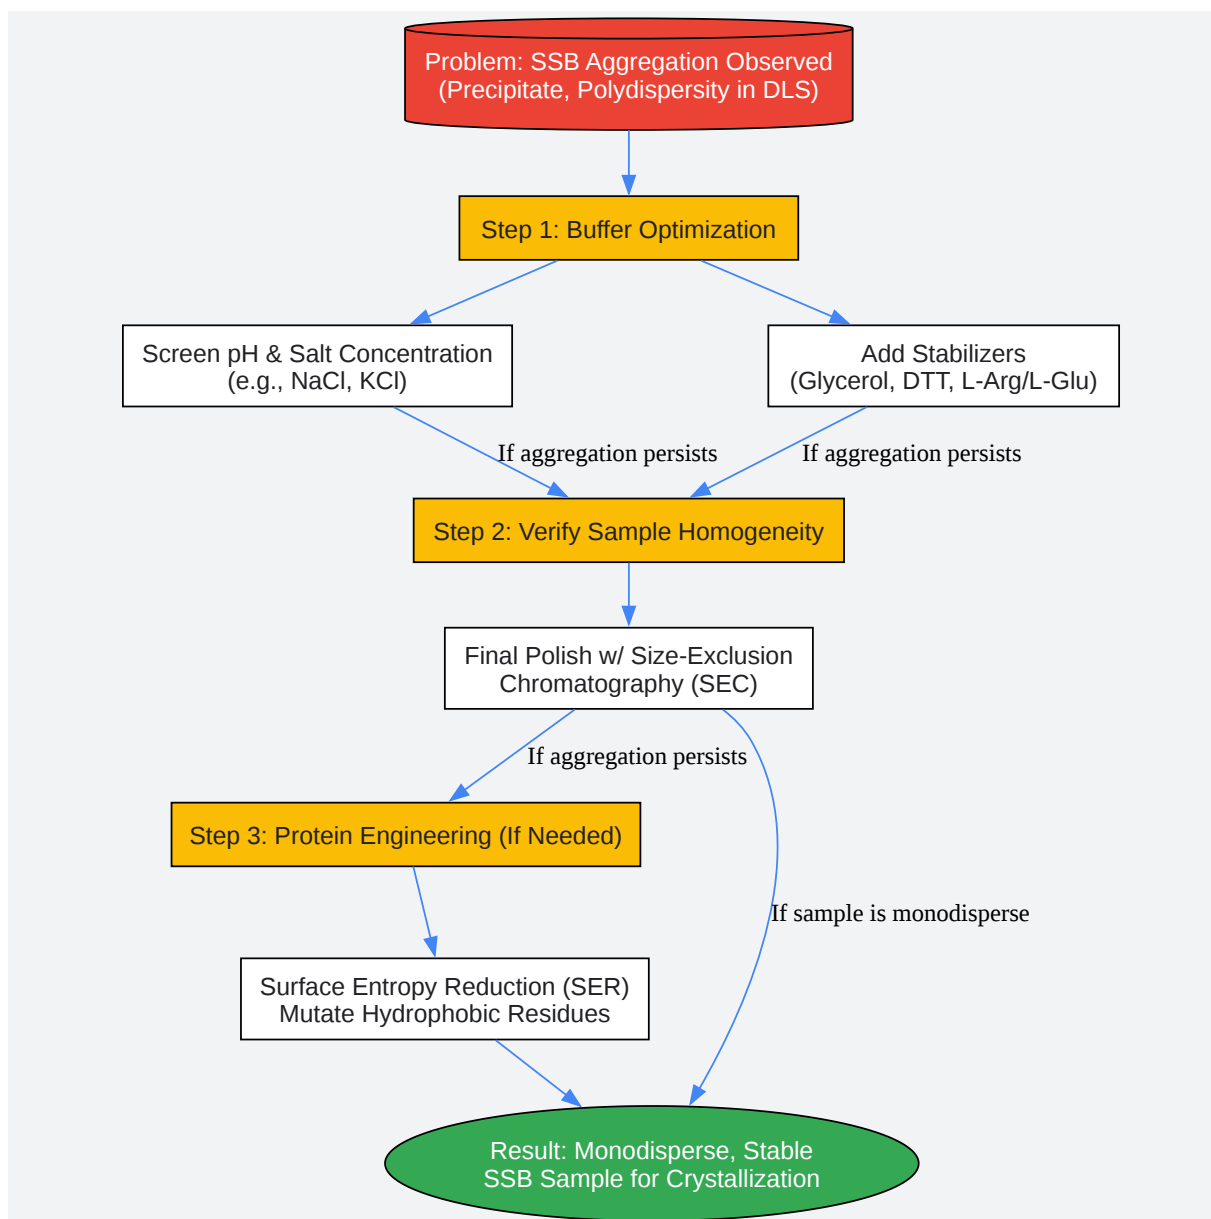 Problem: SSB Aggregation Observed
(Precipitate, Polydispersity in DLS)
Step 1: Buffer Optimization
Screen pH & Salt Concentration
(e.g., NaCl, KCl)
Add Stabilizers
(Glycerol, DTT, L-Arg/L-Glu)
If aggregation persists
If aggregation persists
Step 2: Verify Sample Homogeneity
Final Polish w/ Size-Exclusion
Chromatography (SEC)
If aggregation persists
Step 3: Protein Engineering (If Needed)
If sample is monodisperse
Surface Entropy Reduction (SER)
Mutate Hydrophobic Residues
Result: Monodisperse, Stable
SSB Sample for Crystallization